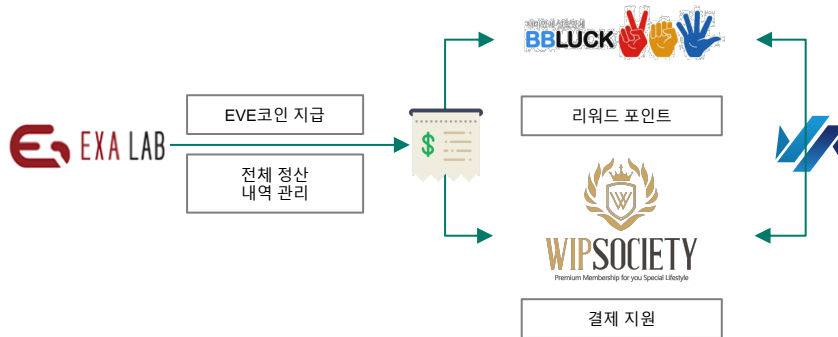 BBLUCK
EVE코인 지급
EXA LAB
$
전체 정산
내역 관리
리워드 포인트
W
WIPSOCIETY
Premium Membership for you Special Lifestyle
결제 지원